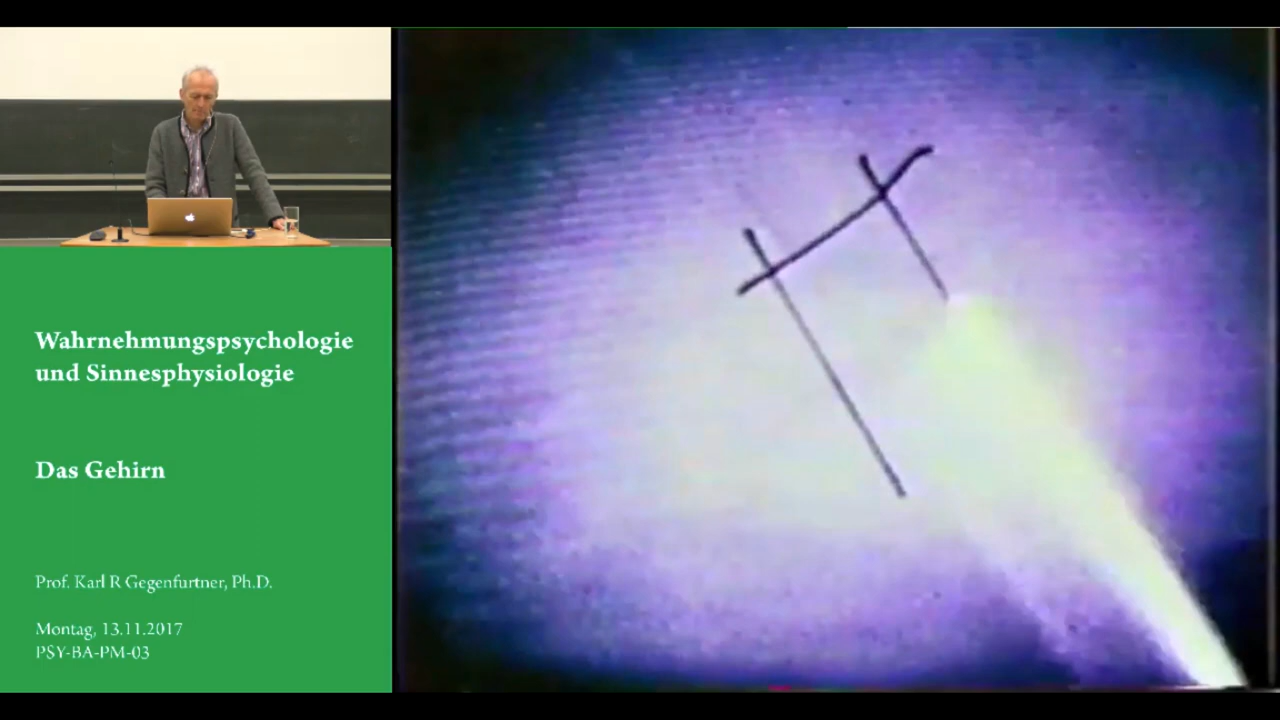 Wahrnehmungspsychologie
und Sinnesphysiologie
Das Gehirn
Prof. Karl R Gegenfurtner, Ph.D.
Montag, 13.11.2017
PSY-BA-PM-03